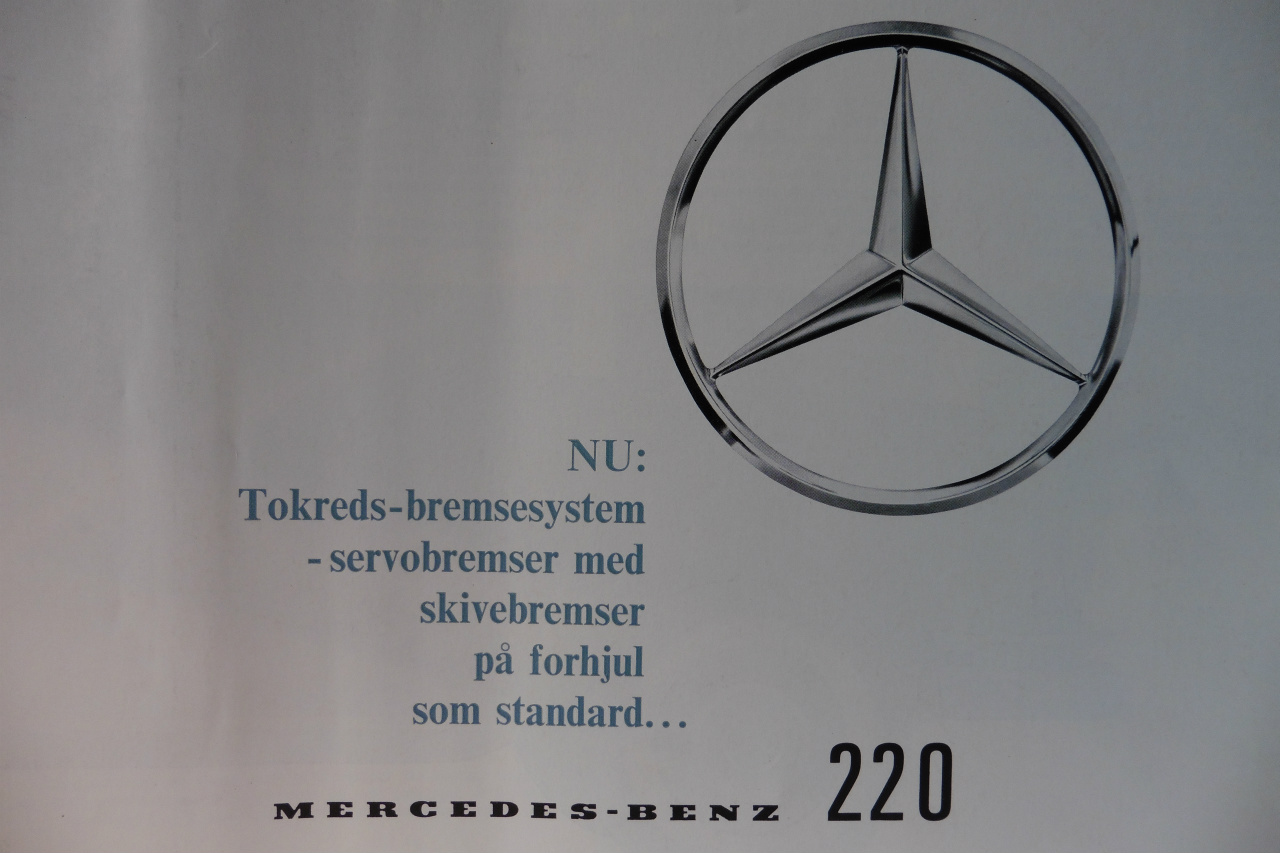 NU:
Tokreds-bremsesystem
- servobremser med
skivebremser
på forhjul
som standard...
MERCEDES-BENZ 220